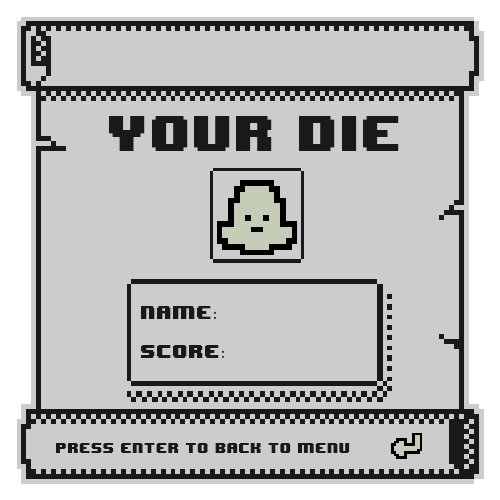 YOUR DIE
NAME:
SCORE:
PRESS ENTER TO BACK TO MENU